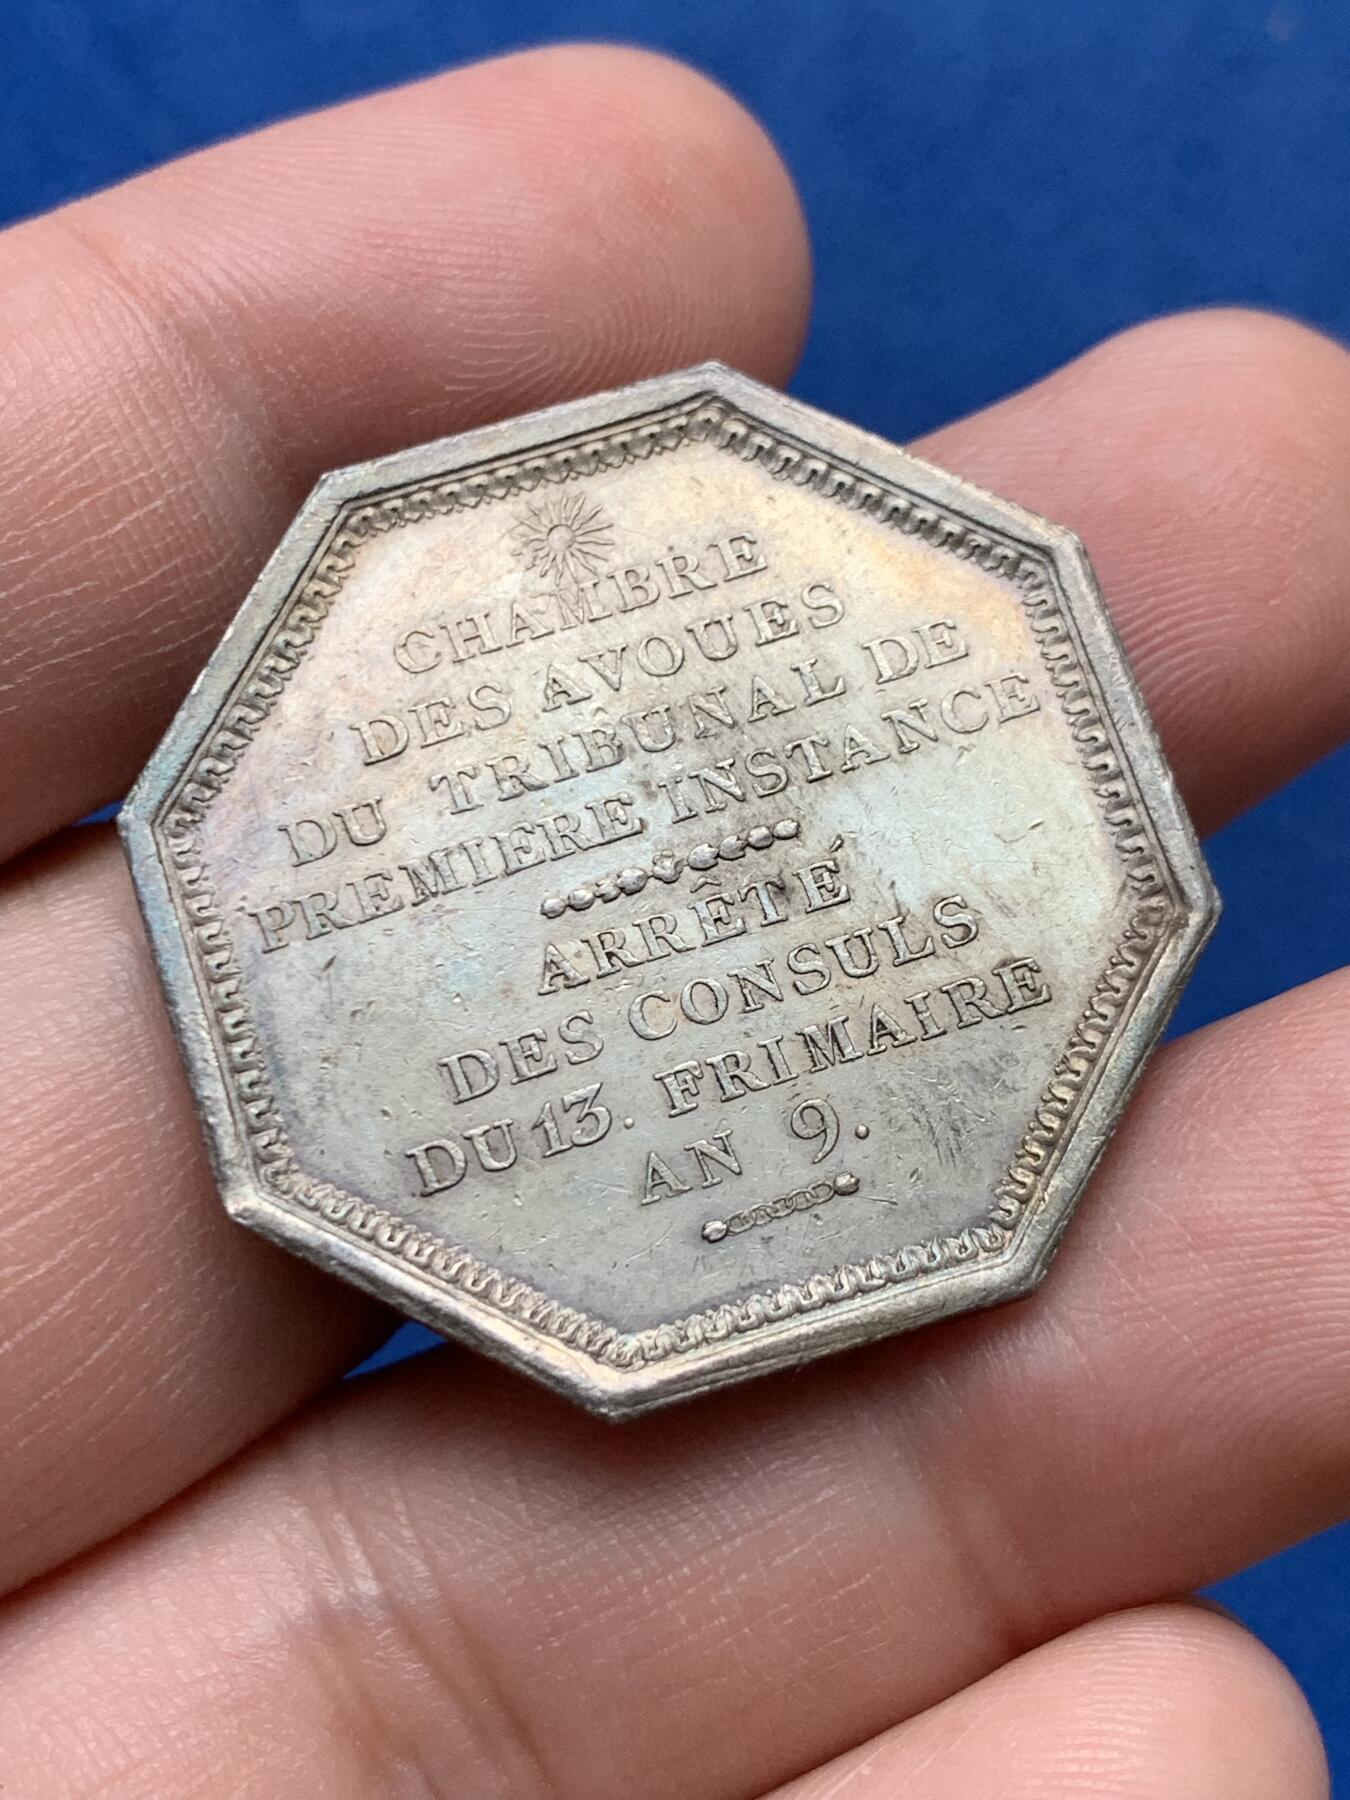 CHAMBRE
DES AVOUES
DU TRIBUNAL DE
PREMIERE INSTANCE
ARRÊTÉ
DES CONSULS
DU 13. FRIMAIRE
AN 9.